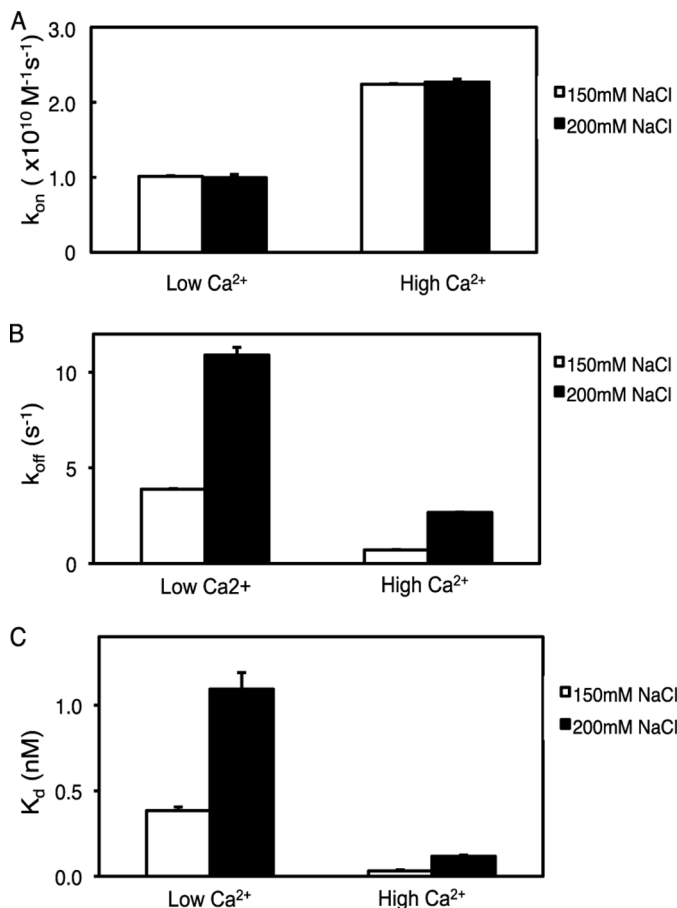 A
3.0
2.0
1.0
0
kon ( x10¹⁰ M⁻¹s⁻¹)
Low Ca²⁺
High Ca²⁺
150mM NaCl
200mM NaCl
B
10
5
0
koff (s⁻¹)
Low Ca2+
High Ca²⁺
150mM NaCl
200mM NaCl
C
1.0
0.5
0.0
Kd (nM)
Low Ca²⁺
High Ca²⁺
150mM NaCl
200mM NaCl